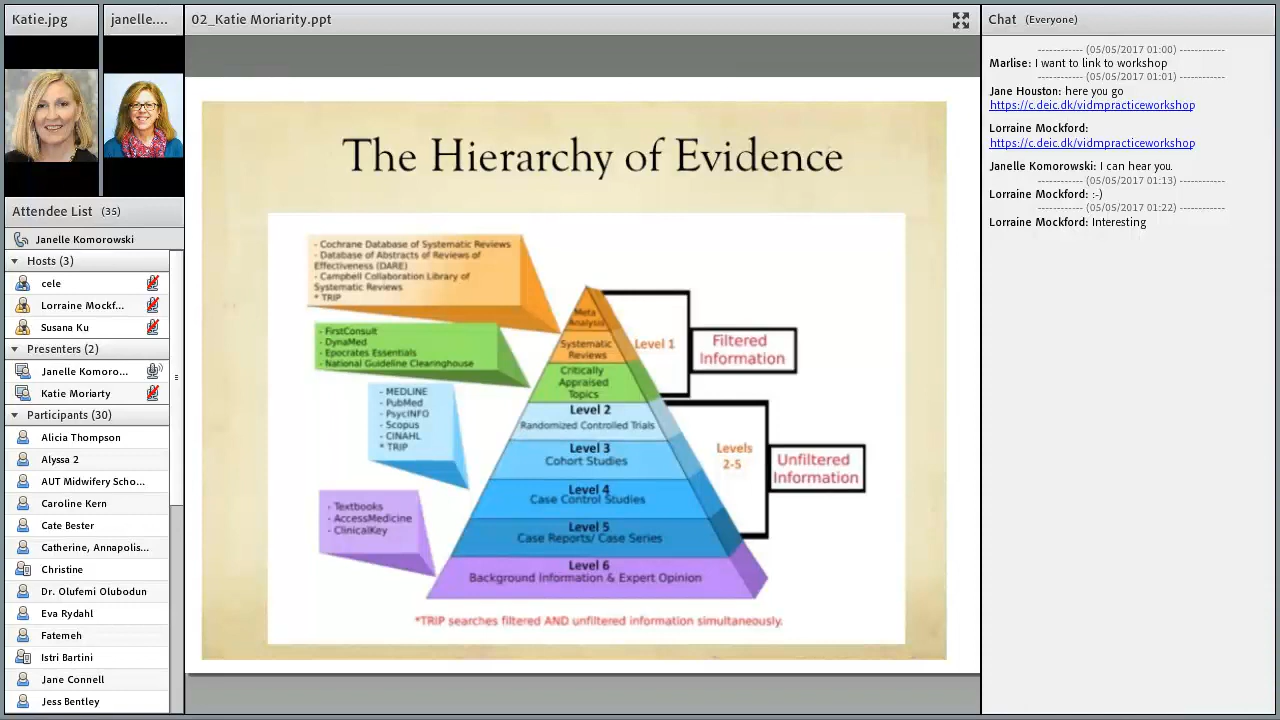 Katie.jpg
janelle....
02_Katie Moriarity.ppt
Chat (Everyone)
Attendee List (35)
Janelle Komorowski
Hosts (3)
cele
Lorraine Mockf...
Susana Ku
Presenters (2)
Janelle Komoro...
Katie Moriarty
Participants (30)
Alicia Thompson
Alyssa 2
AUT Midwifery Scho...
Caroline Kern
Cate Bester
Catherine, Annapolis...
Christine
Dr. Olufemi Olubodun
Eva Rydahl
Fatemeh
Istri Bartini
Jane Connell
Jess Bentley
The Hierarchy of Evidence
- Cochrane Database of Systematic Reviews
- Database of Abstracts of Reviews of
Effectiveness (DARE)
- Campbell Collaboration Library of
Systematic Reviews
* TRIP
- FirstConsult
- DynaMed
- Epocrates Essentials
- National Guideline Clearinghouse
- MEDLINE
- PubMed
- PsycINFO
- Scopus
- CINAHL
* TRIP
- Textbooks
- AccessMedicine
- ClinicalKey
Meta
Analysis
Systematic
Reviews
Critically
Appraised
Topics
Level 2
Randomized Controlled Trials
Level 3
Cohort Studies
Level 4
Case Control Studies
Level 5
Case Reports/ Case Series
Level 6
Background Information & Expert Opinion
Level 1
Filtered
Information
Levels
2-5
Unfiltered
Information
*TRIP searches filtered AND unfiltered information simultaneously.
------------ (05/05/2017 01:00) ------------
Marlise: I want to link to workshop
------------ (05/05/2017 01:01) ------------
Jane Houston: here you go
https://c.deic.dk/vidmpracticeworkshop
Lorraine Mockford:
https://c.deic.dk/vidmpracticeworkshop
Janelle Komorowski: I can hear you.
------------ (05/05/2017 01:13) ------------
Lorraine Mockford: :-)
------------ (05/05/2017 01:22) ------------
Lorraine Mockford: Interesting